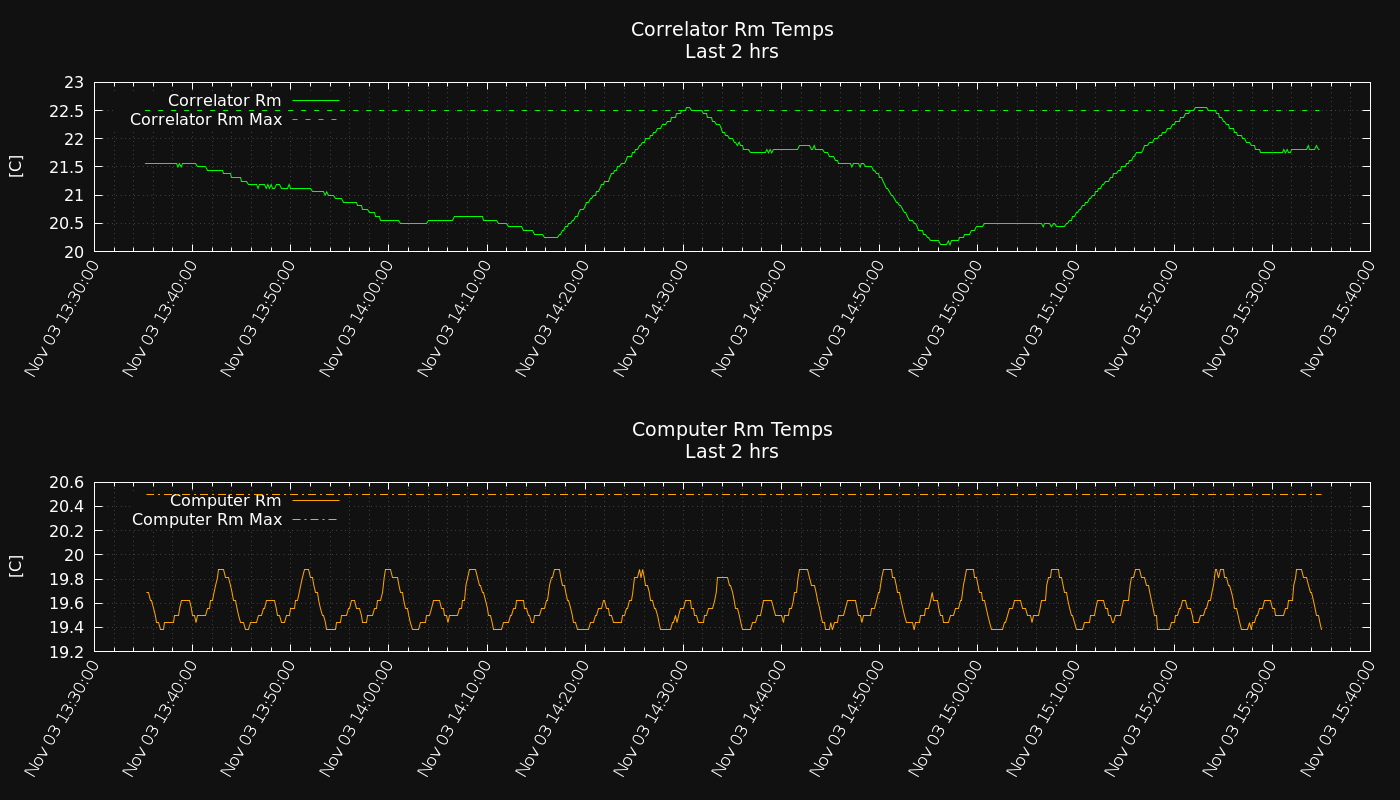 Correlator Rm Temps
Last 2 hrs
23
22.5
22
21.5
21
20.5
20
[C]
Correlator Rm
Correlator Rm Max
Nov 03 13:30:00
Nov 03 13:40:00
Nov 03 13:50:00
Nov 03 14:00:00
Nov 03 14:10:00
Nov 03 14:20:00
Nov 03 14:30:00
Nov 03 14:40:00
Nov 03 14:50:00
Nov 03 15:00:00
Nov 03 15:10:00
Nov 03 15:20:00
Nov 03 15:30:00
Nov 03 15:40:00
Computer Rm Temps
Last 2 hrs
20.6
20.4
20.2
20
19.8
19.6
19.4
19.2
[C]
Computer Rm
Computer Rm Max
Nov 03 13:30:00
Nov 03 13:40:00
Nov 03 13:50:00
Nov 03 14:00:00
Nov 03 14:10:00
Nov 03 14:20:00
Nov 03 14:30:00
Nov 03 14:40:00
Nov 03 14:50:00
Nov 03 15:00:00
Nov 03 15:10:00
Nov 03 15:20:00
Nov 03 15:30:00
Nov 03 15:40:00